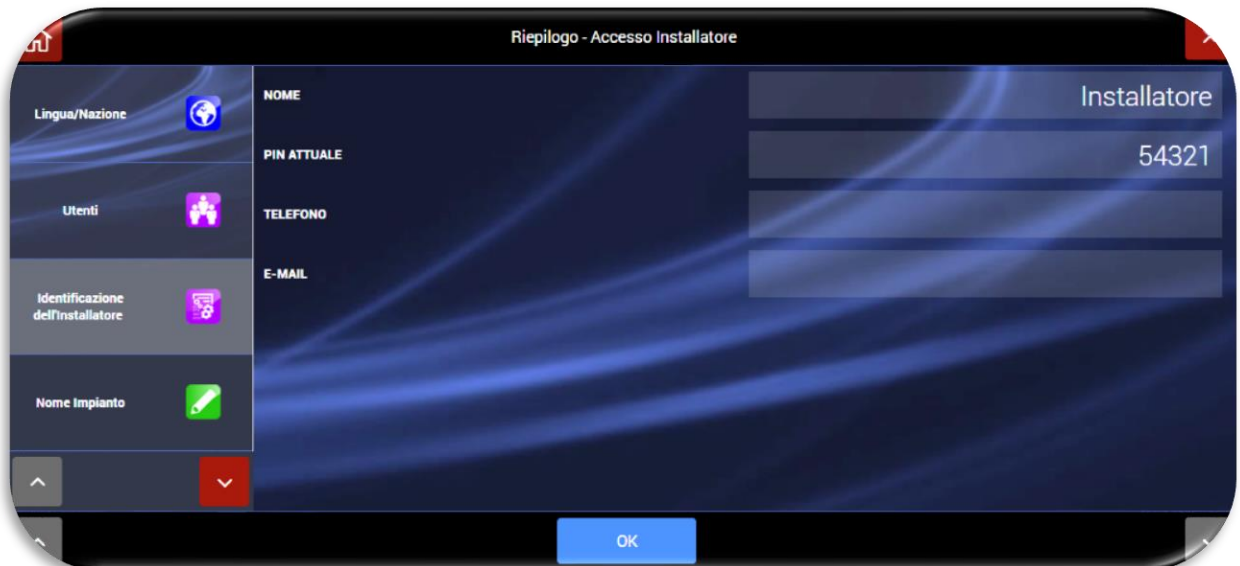 Riepilogo - Accesso Installatore
Lingua/Nazione
Utenti
Identificazione
dell'Installatore
Nome Impianto
NOME
Installatore
PIN ATTUALE
54321
TELEFONO
E-MAIL
OK